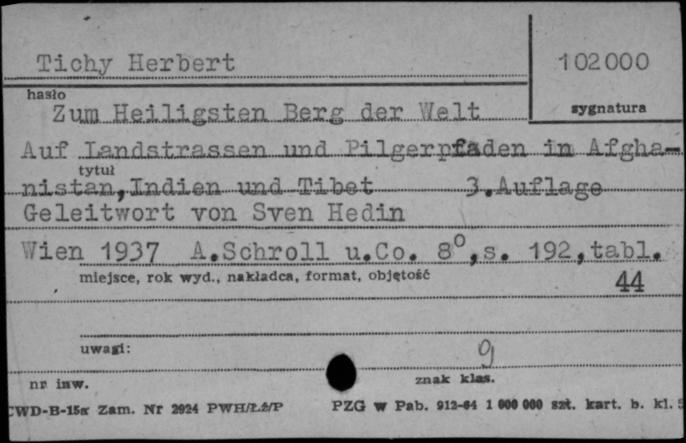 Tichy Herbert
102000
hasło
sygnatura
Zum Heiligsten Berg der Welt
Auf Landstrassen und Pilgerpfaden in Afgha-
tytuł
nistan, Indien und Tibet 3.Auflage
Geleitwort von Sven Hedin
Wien 1937 A.Schroll u.Co. 8°,s. 192,tabl.
miejsce, rok wyd., nakładca, format, objętość
44
uwagi:
9
nr inw.
znak klas.
CWD-B-15a Zam. Nr 2924 PWH/Łź/P PZG w Pab. 912-64 1 000 000 szt. kart. b. kl. 5